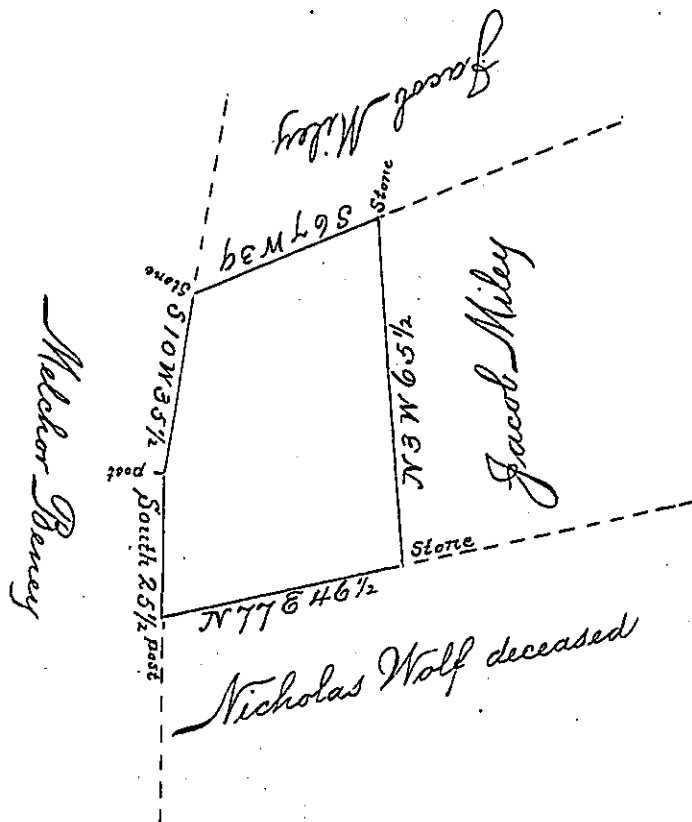 Jacob Miley
Stone
S67W39
Stone
S10W35½
post
South 25½
post
N77E46½
Stone
N3W65½
Jacob Miley
Melchor Beney
Nicholas Wolf deceased